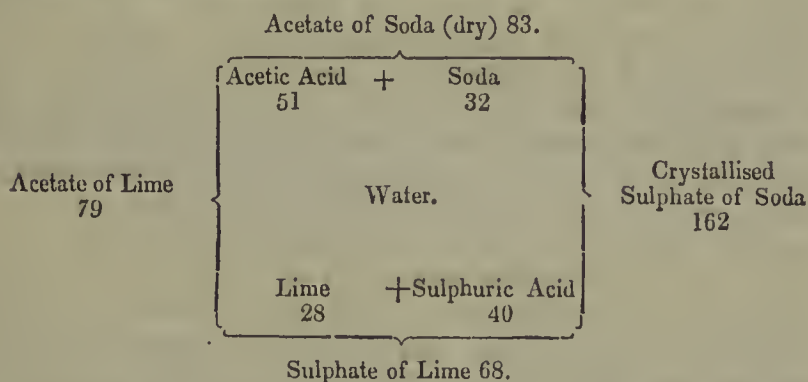 Acetate of Soda (dry) 83.
Acetic Acid + Soda
51 32
Acetate of Lime
79
Water.
Crystallised
Sulphate of Soda
162
Lime +Sulphuric Acid
28 40
Sulphate of Lime 68.